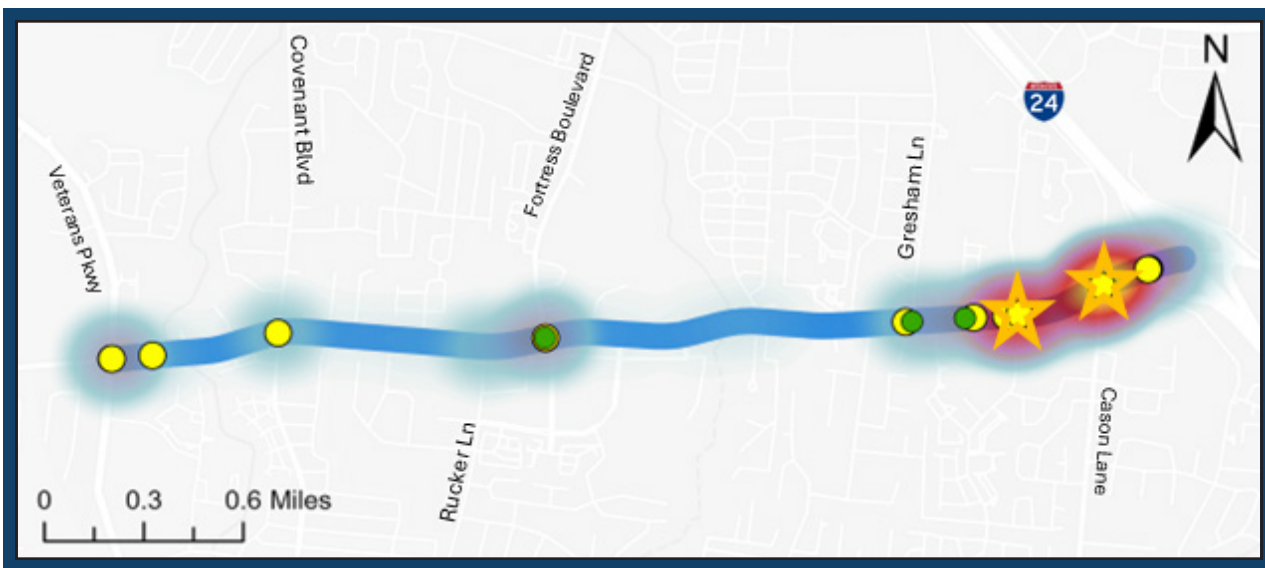 Covenant Blvd
Fortress Boulevard
N
24
Veterans Pkwy
Gresham Ln
Rucker Ln
Cason Lane
0 0.3 0.6 Miles